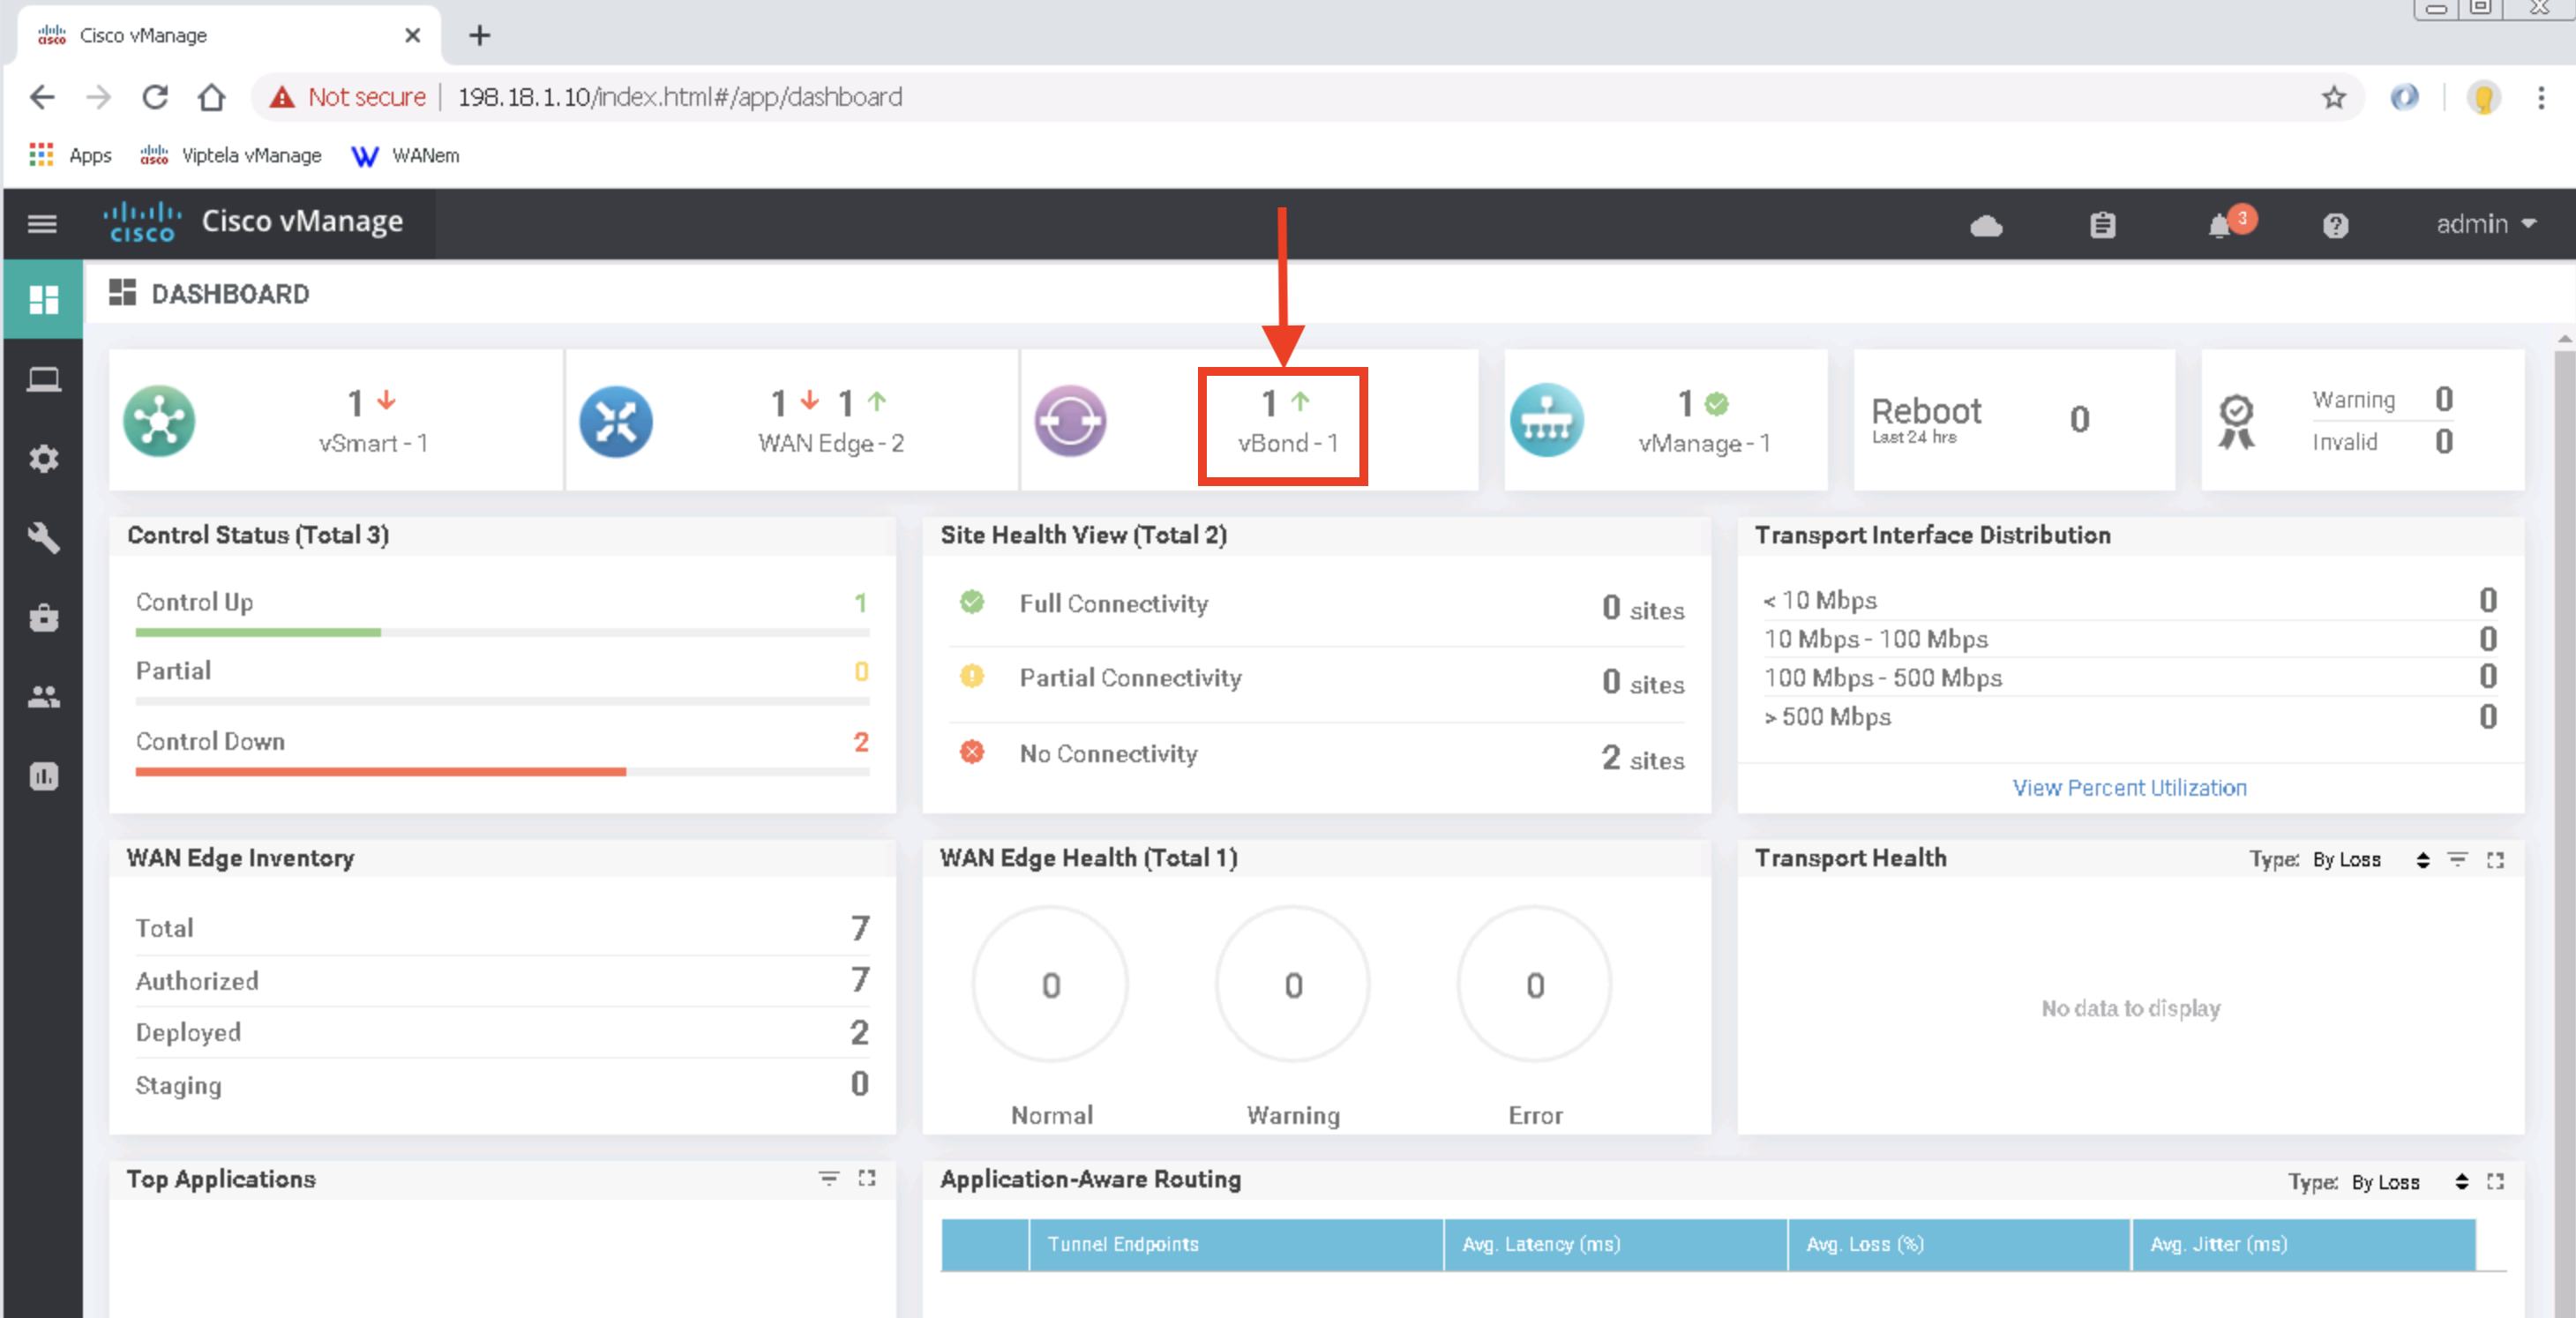 cisco Cisco vManage
Not secure 198.18.1.10/index.html#/app/dashboard
Apps cisco Viptela vManage W WANem
CISCO Cisco vManage 3 admin
DASHBOARD
1 1 1 1 1
vSmart - 1 WAN Edge - 2 vBond - 1 vManage - 1
Reboot 0
Last 24 hrs
Warning 0
Invalid 0
Control Status (Total 3)
Control Up 1
Partial 0
Control Down 2
Site Health View (Total 2)
Full Connectivity 0 sites
Partial Connectivity 0 sites
No Connectivity 2 sites
Transport Interface Distribution
< 10 Mbps 0
10 Mbps - 100 Mbps 0
100 Mbps - 500 Mbps 0
> 500 Mbps 0
View Percent Utilization
WAN Edge Inventory
Total 7
Authorized 7
Deployed 2
Staging 0
WAN Edge Health (Total 1)
0 0 0
Normal Warning Error
Transport Health Type: By Loss
No data to display
Top Applications
Application-Aware Routing Type: By Loss
Tunnel Endpoints Avg. Latency (ms) Avg. Loss (%) Avg. Jitter (ms)